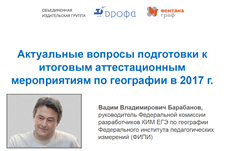 ОБЪЕДИНЕННАЯ
ИЗДАТЕЛЬСКАЯ ГРУППА
дрофа
вентана
граф
Актуальные вопросы подготовки к
итоговым аттестационным
мероприятиям по географии в 2017 г.
Вадим Владимирович Барабанов,
руководитель Федеральной комиссии
разработчиков КИМ ЕГЭ по географии
Федерального института педагогических
измерений (ФИПИ)